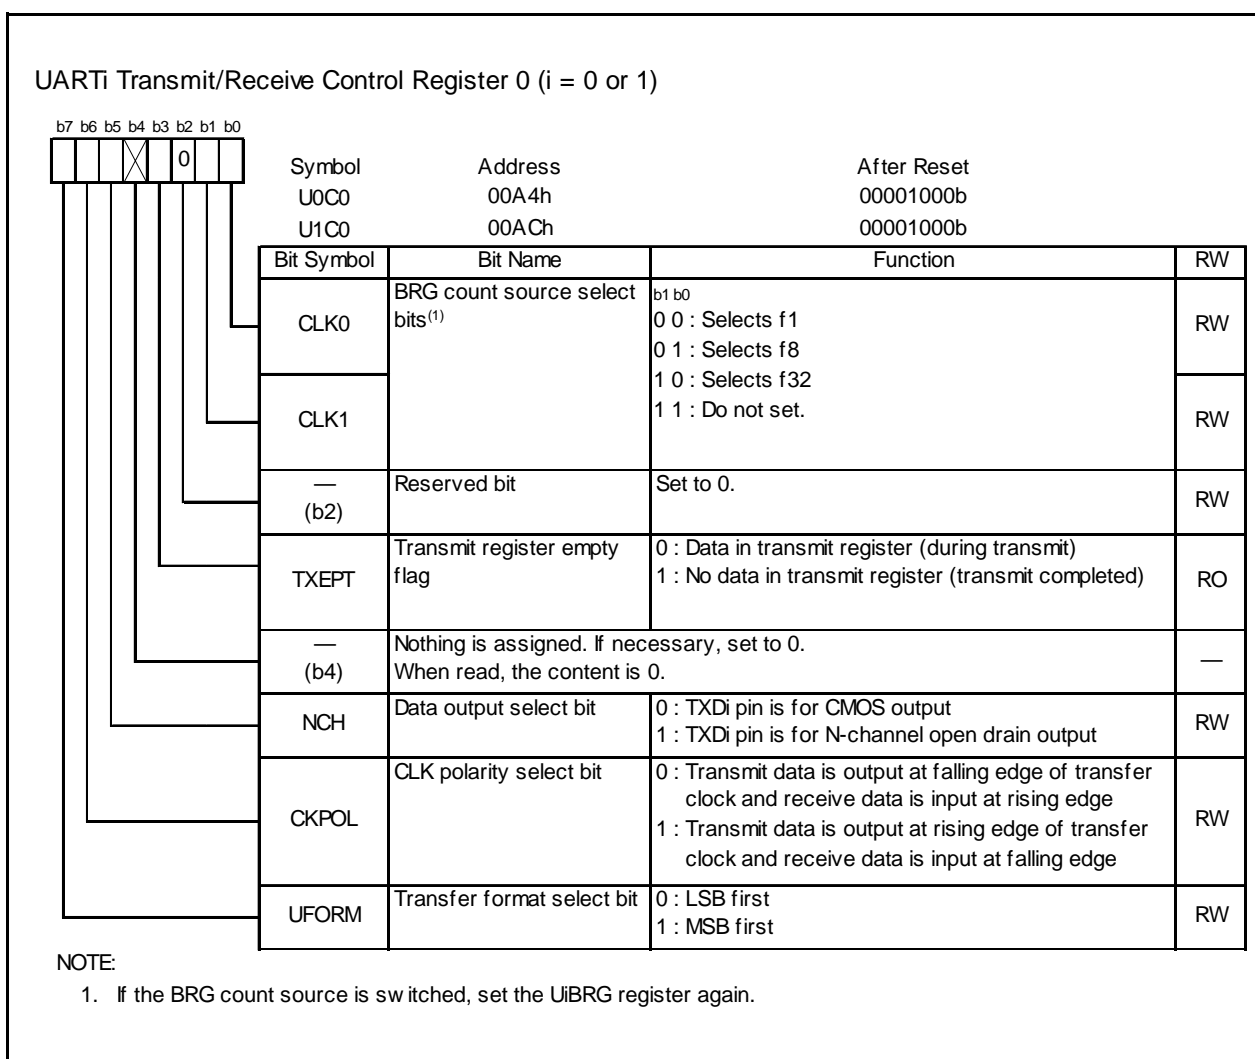 UARTi Transmit/Receive Control Register 0 (i = 0 or 1)
b7 b6 b5 b4 b3 b2 b1 b0
0
Symbol Address After Reset
U0C0 00A4h 00001000b
U1C0 00ACh 00001000b
Bit Symbol Bit Name Function RW
CLK0 BRG count source select bits(1) RW
b1 b0
0 0 : Selects f1
0 1 : Selects f8
1 0 : Selects f32
1 1 : Do not set.
CLK1 RW
— (b2) Reserved bit Set to 0. RW
TXEPT Transmit register empty flag RO
0 : Data in transmit register (during transmit)
1 : No data in transmit register (transmit completed)
— (b4) Nothing is assigned. If necessary, set to 0. —
When read, the content is 0.
NCH Data output select bit RW
0 : TXDi pin is for CMOS output
1 : TXDi pin is for N-channel open drain output
CKPOL CLK polarity select bit RW
0 : Transmit data is output at falling edge of transfer
clock and receive data is input at rising edge
1 : Transmit data is output at rising edge of transfer
clock and receive data is input at falling edge
UFORM Transfer format select bit RW
0 : LSB first
1 : MSB first
NOTE:
1. If the BRG count source is switched, set the UiBRG register again.